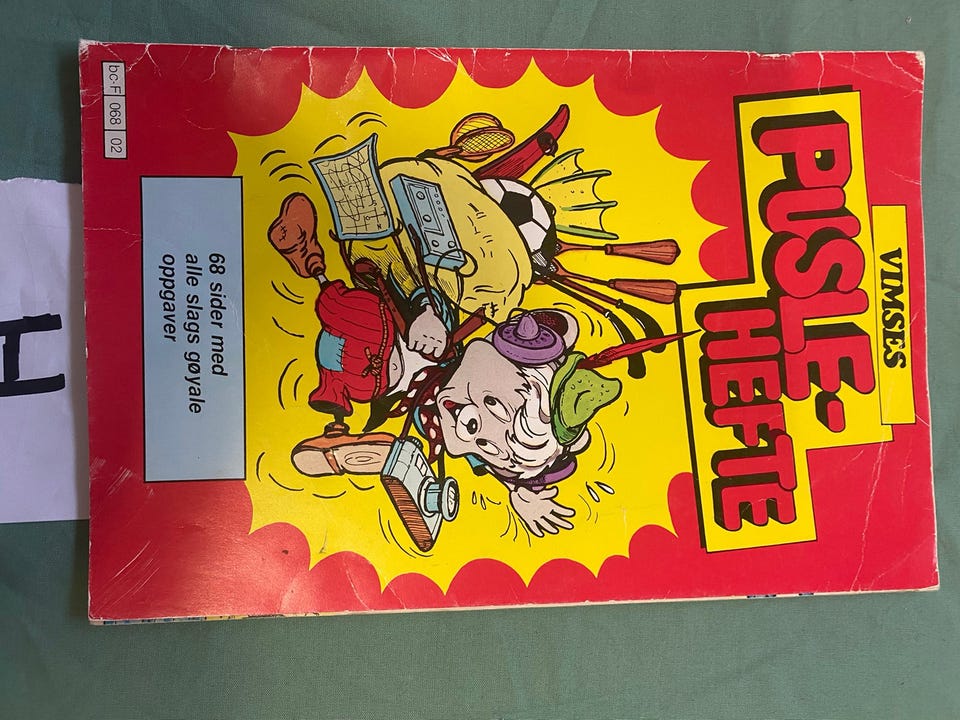 VIMSES
PUSLE-
HEFTE
68 sider med
alle slags gøyale
oppgaver
bc-F 068 02
H